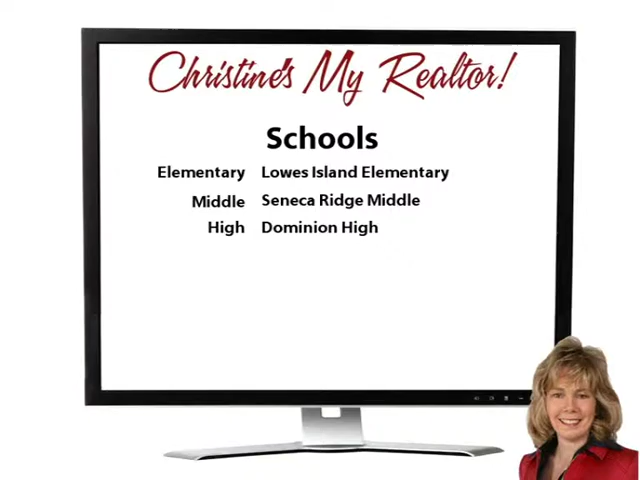 Christine's My Realtor!
Schools
Elementary Lowes Island Elementary
Middle Seneca Ridge Middle
High Dominion High